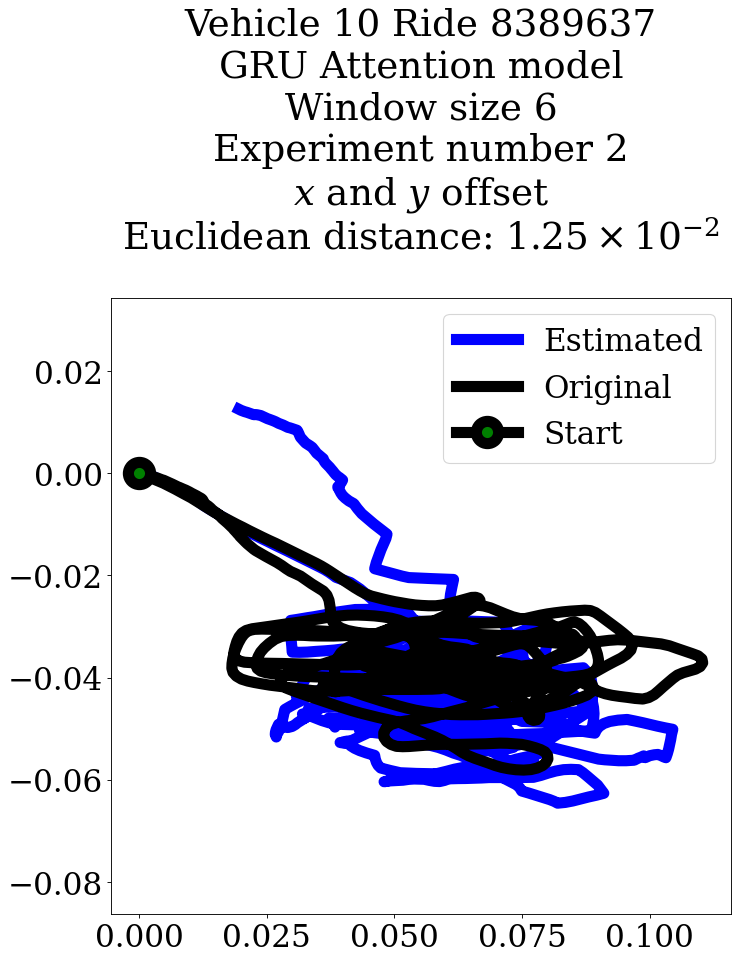 Vehicle 10 Ride 8389637
GRU Attention model
Window size 6
Experiment number 2
x and y offset
Euclidean distance: 1.25 × 10⁻²
Estimated
Original
Start
0.02
0.00
−0.02
−0.04
−0.06
−0.08
0.000 0.025 0.050 0.075 0.100